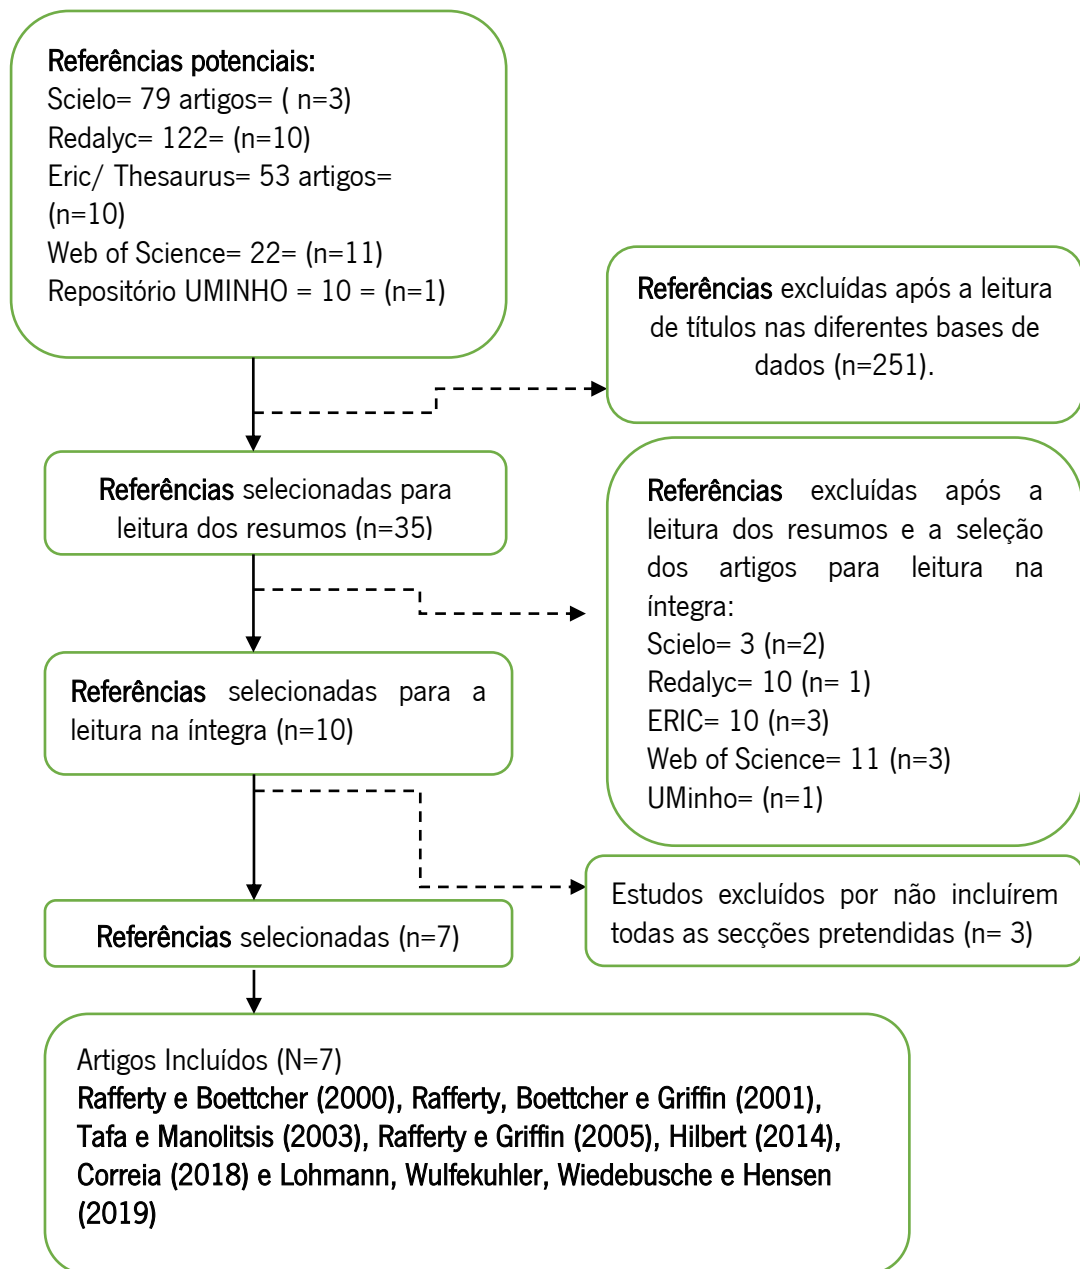 Referências potenciais:
Scielo= 79 artigos= ( n=3)
Redalyc= 122= (n=10)
Eric/ Thesaurus= 53 artigos=
(n=10)
Web of Science= 22= (n=11)
Repositório UMINHO = 10 = (n=1)
Referências excluídas após a leitura
de títulos nas diferentes bases de
dados (n=251).
Referências selecionadas para
leitura dos resumos (n=35)
Referências excluídas após a
leitura dos resumos e a seleção
dos artigos para leitura na
íntegra:
Scielo= 3 (n=2)
Redalyc= 10 (n= 1)
ERIC= 10 (n=3)
Web of Science= 11 (n=3)
UMinho= (n=1)
Referências selecionadas para a
leitura na íntegra (n=10)
Estudos excluídos por não incluírem
todas as secções pretendidas (n= 3)
Referências selecionadas (n=7)
Artigos Incluídos (N=7)
Rafferty e Boettcher (2000), Rafferty, Boettcher e Griffin (2001),
Tafa e Manolitsis (2003), Rafferty e Griffin (2005), Hilbert (2014),
Correia (2018) e Lohmann, Wulfekuhler, Wiedebusche e Hensen
(2019)